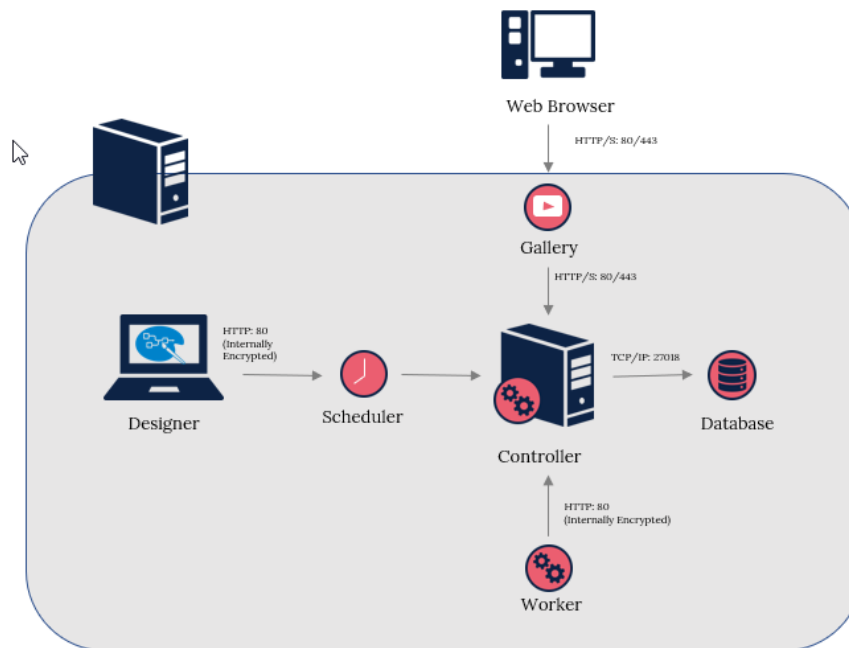 Web Browser
HTTP/S: 80/443
Gallery
HTTP/S: 80/443
HTTP: 80
(Internally
Encrypted)
TCP/IP: 27018
Designer
Scheduler
Controller
Database
HTTP: 80
(Internally Encrypted)
Worker